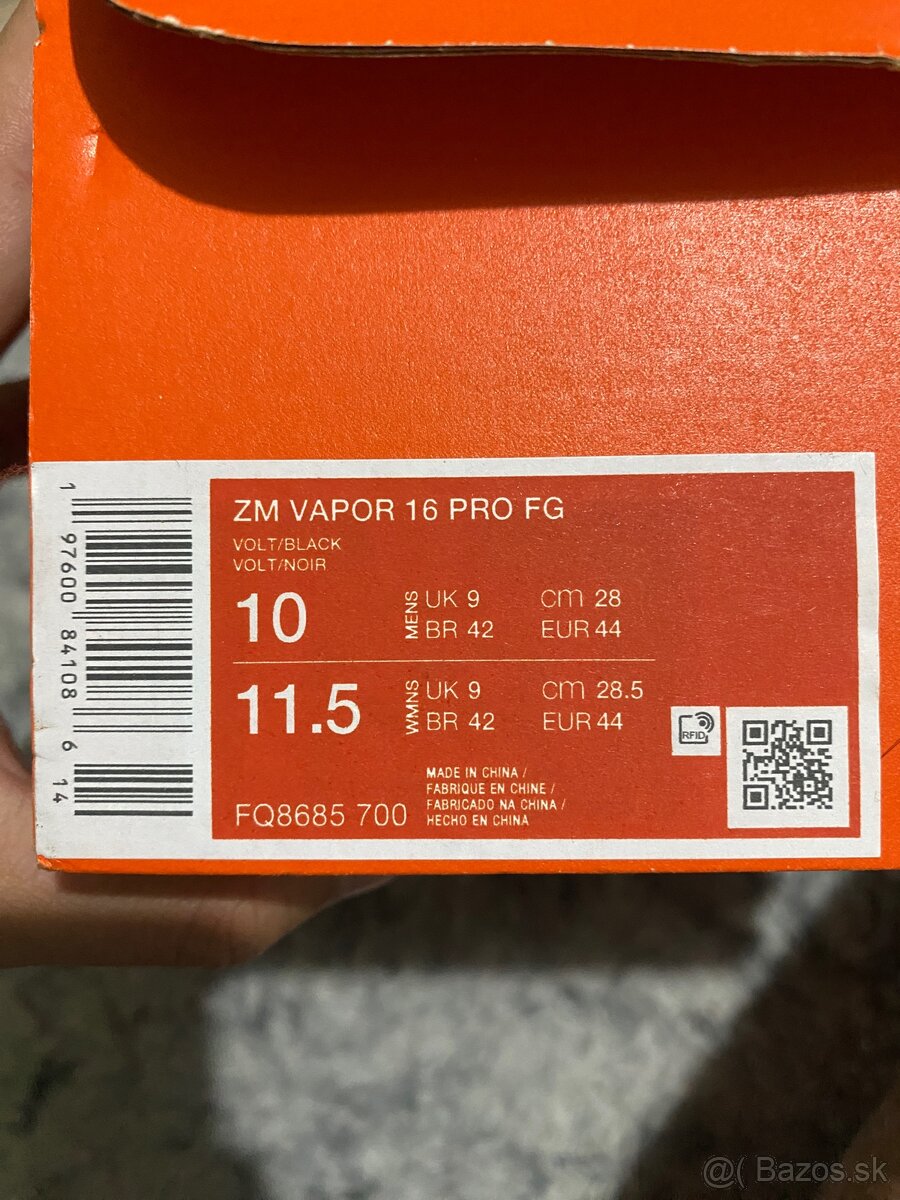 ZM VAPOR 16 PRO FG
VOLT/BLACK
VOLT/NOIR
10 MENS UK 9 cm 28
BR 42 EUR 44
11.5 WMNS UK 9 cm 28.5
BR 42 EUR 44
RFID
FQ8685 700
MADE IN CHINA /
FABRIQUE EN CHINE /
FABRICADO NA CHINA /
HECHO EN CHINA
1 97600 84108 6 14
@( Bazos.sk